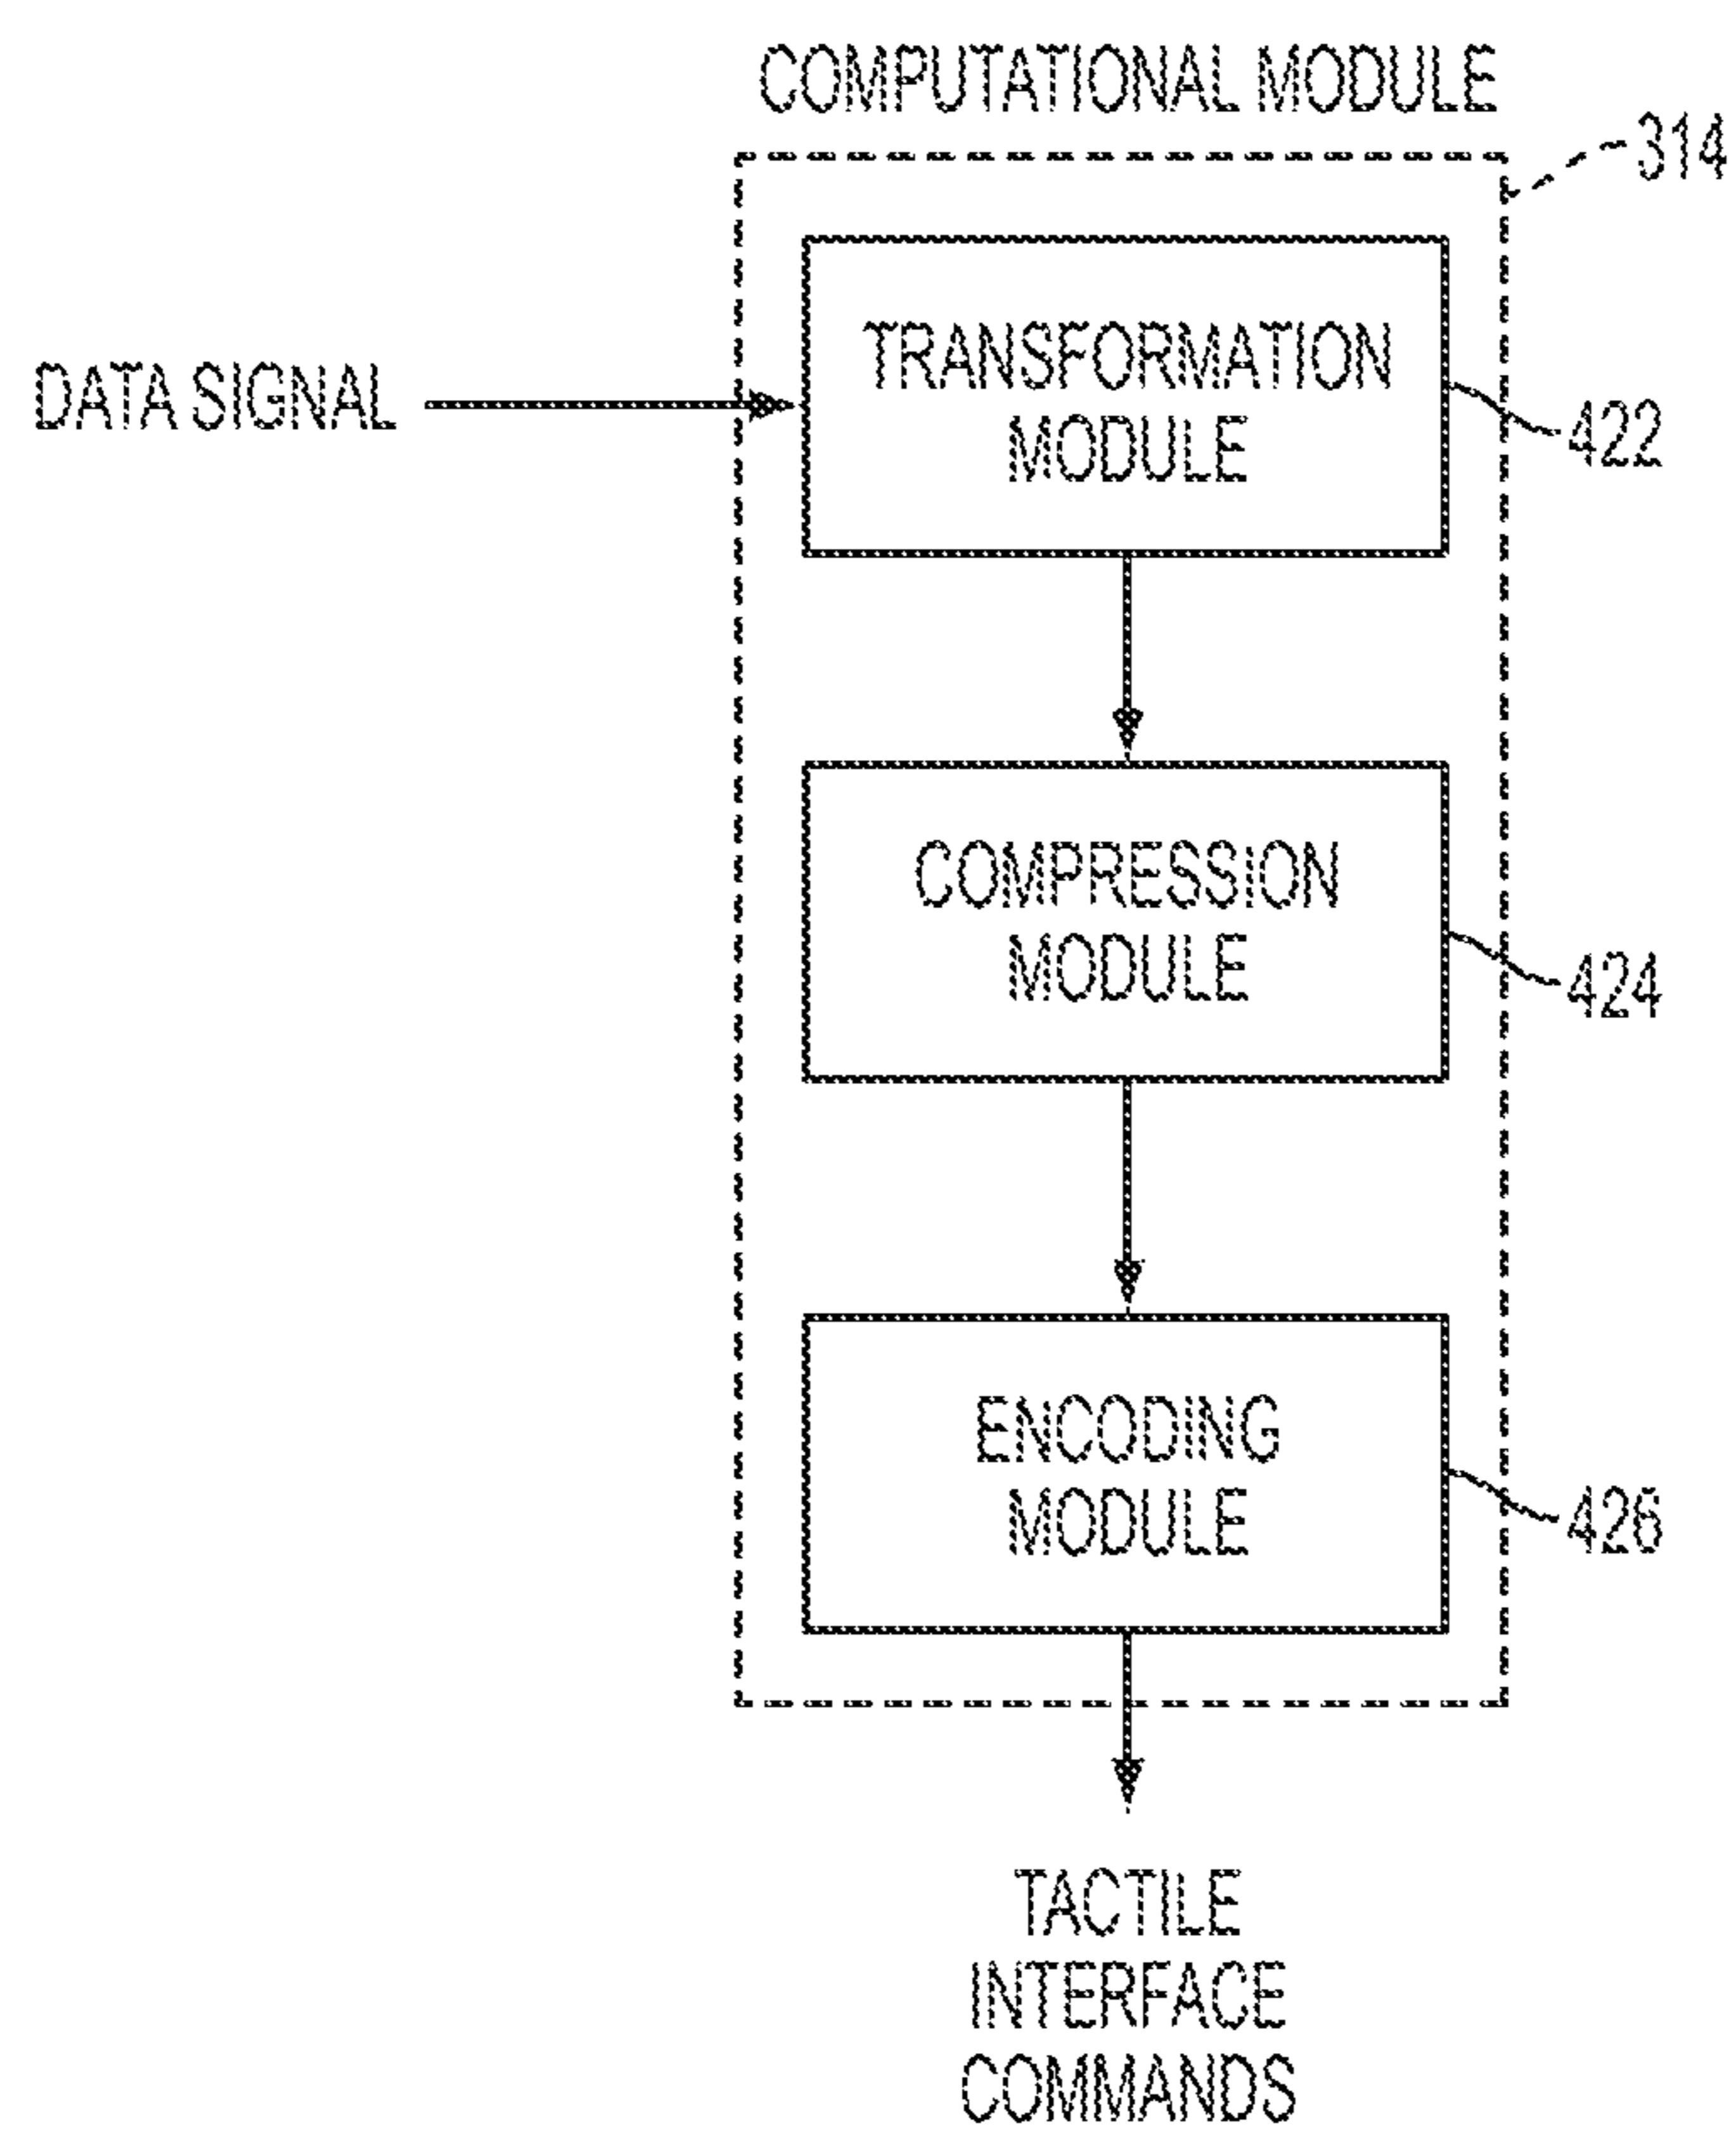 COMPUTATIONAL MODULE
314
TRANSFORMATION
MODULE
DATA SIGNAL
422
COMPRESSION
MODULE
424
ENCODING
MODULE
426
TACTILE
INTERFACE
COMMANDS